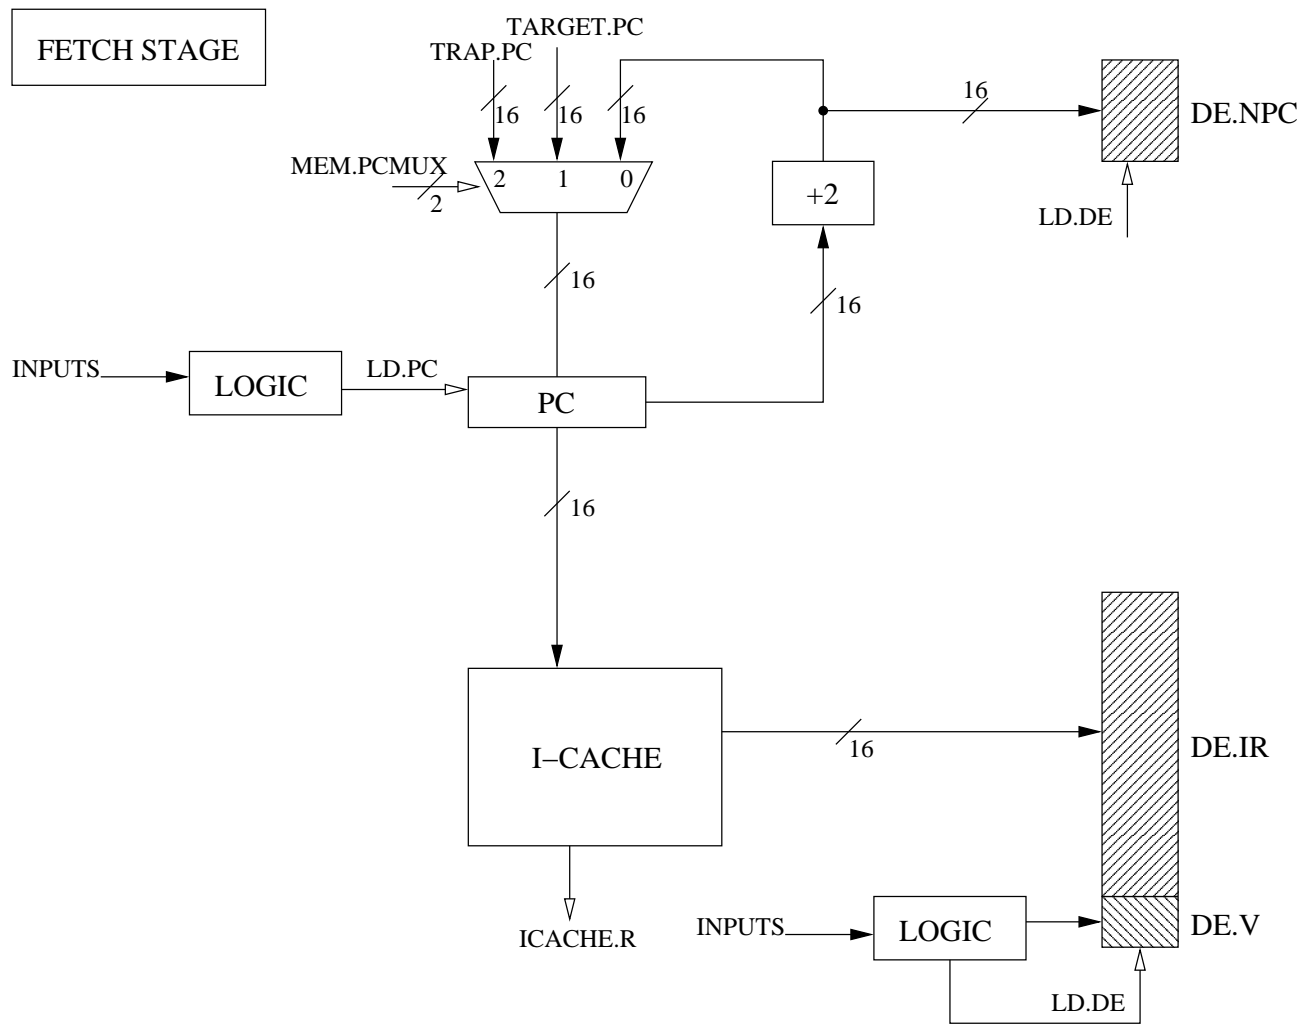 TARGET.PC
FETCH STAGE
TRAP.PC
16
DE.NPC
16
16
16
MEM.PCMUX
2
1
0
2
+2
LD.DE
16
16
INPUTS
LOGIC
LD.PC
PC
16
I−CACHE
16
DE.IR
ICACHE.R
INPUTS
LOGIC
DE.V
LD.DE